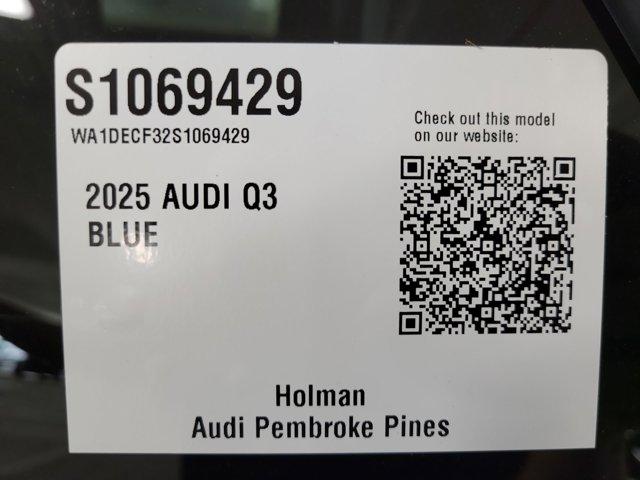 S1069429
WA1DECF32S1069429
Check out this model
on our website:
2025 AUDI Q3
BLUE
Holman
Audi Pembroke Pines